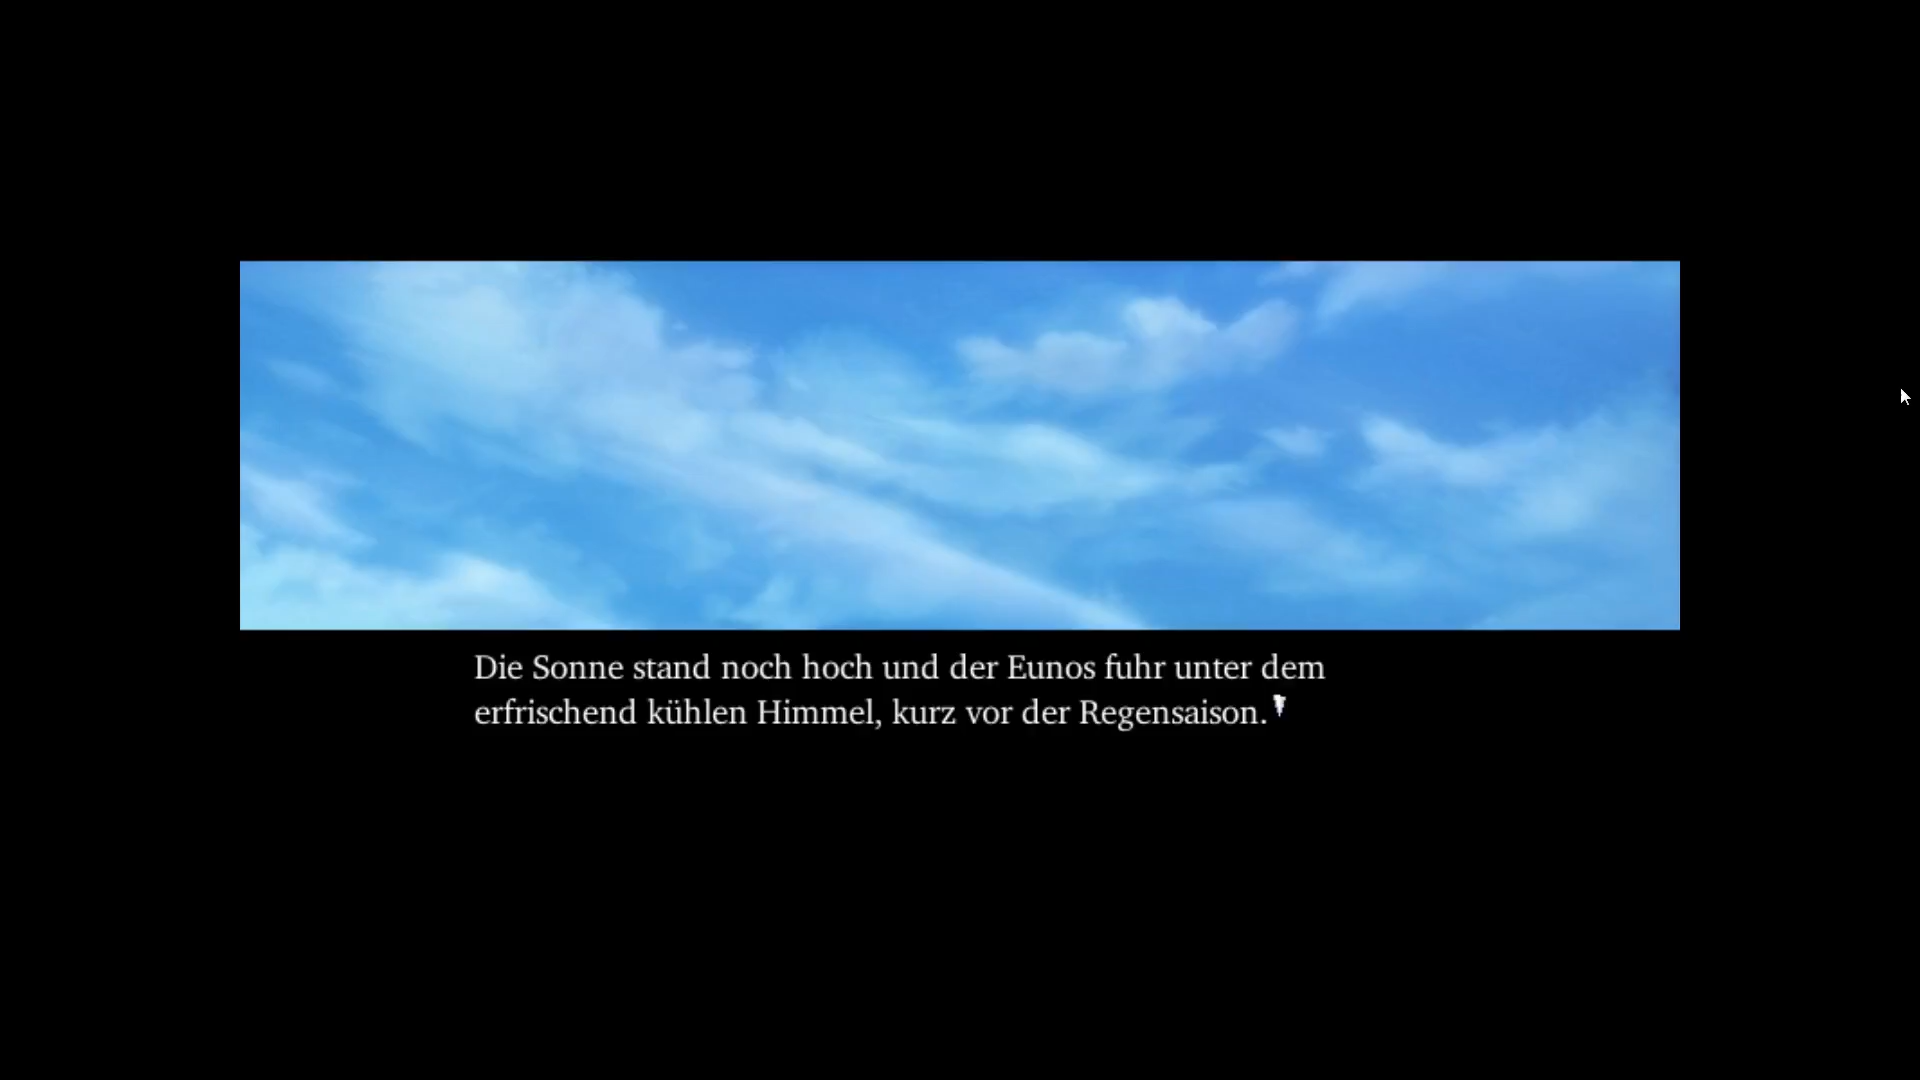 Die Sonne stand noch hoch und der Eunos fuhr unter dem
erfrischend kühlen Himmel, kurz vor der Regensaison.